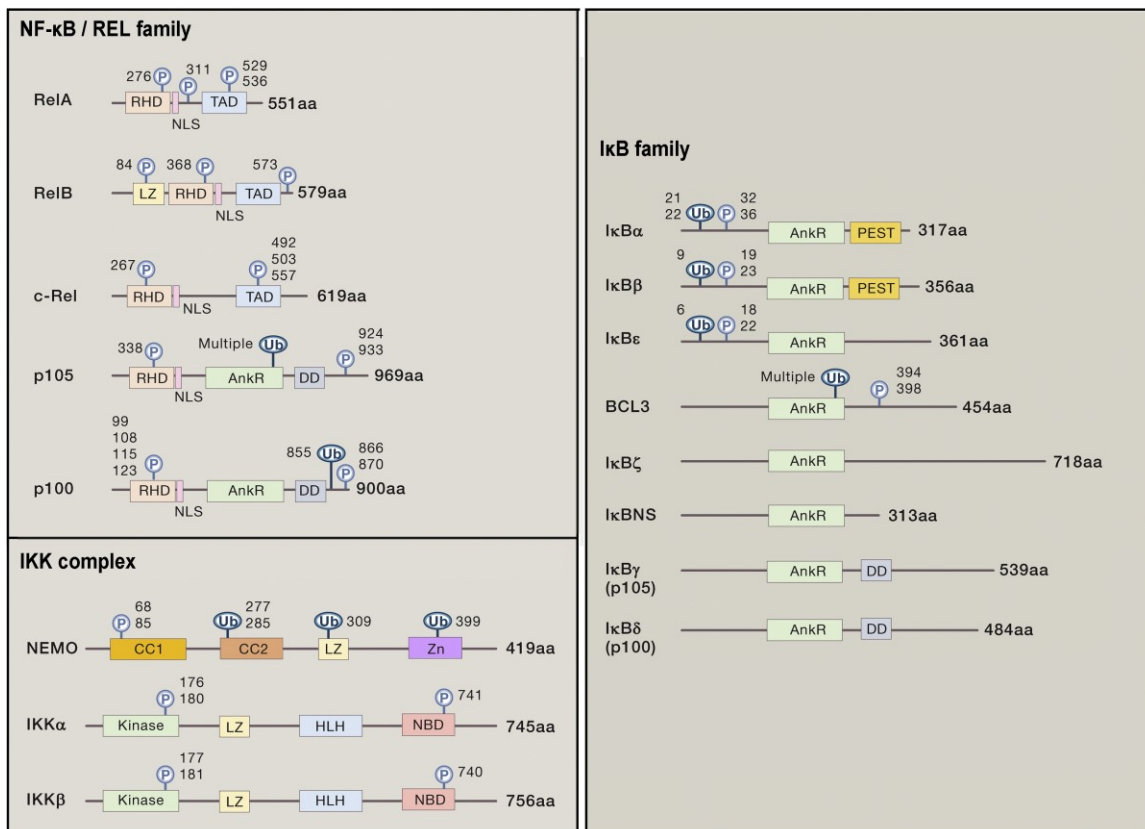 NF-κB / REL family
RelA
276 P
P 311
P 529
536
RHD
NLS
TAD
551aa
RelB
84 P
368 P
573 P
LZ
RHD
NLS
TAD
579aa
c-Rel
267 P
P 492
503
557
RHD
NLS
TAD
619aa
p105
338 P
Multiple Ub
P 924
933
RHD
NLS
AnkR
DD
969aa
p100
99
108
115
123 P
855 Ub
P 866
870
RHD
NLS
AnkR
DD
900aa
IKK complex
NEMO
P 68
85
Ub 277
285
Ub 309
Ub 399
CC1
CC2
LZ
Zn
419aa
IKKα
P 176
180
P 741
Kinase
LZ
HLH
NBD
745aa
IKKβ
P 177
181
P 740
Kinase
LZ
HLH
NBD
756aa
IκB family
IκBα
21
22 Ub
P 32
36
AnkR
PEST
317aa
IκBβ
9 Ub
P 19
23
AnkR
PEST
356aa
IκBε
6 Ub
P 18
22
AnkR
361aa
BCL3
Multiple Ub
P 394
398
AnkR
454aa
IκBζ
AnkR
718aa
IκBNS
AnkR
313aa
IκBγ
(p105)
AnkR
DD
539aa
IκBδ
(p100)
AnkR
DD
484aa